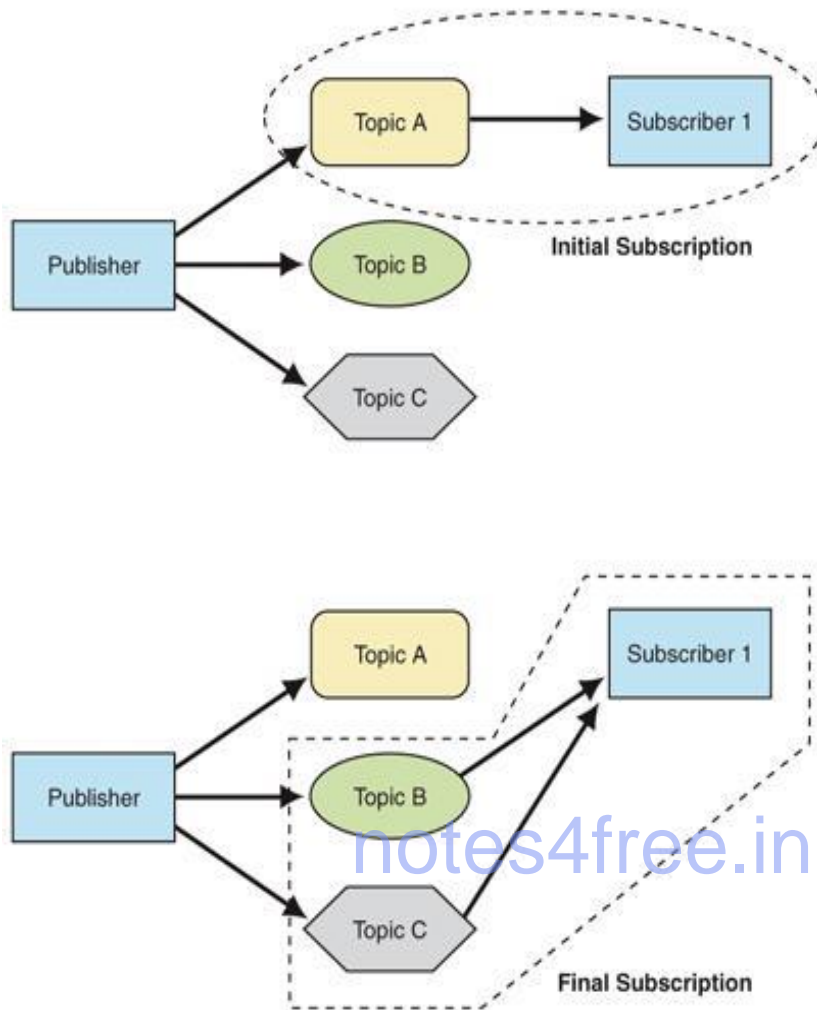 Topic A
Subscriber 1
Initial Subscription
Publisher
Topic B
Topic C
Topic A
Subscriber 1
Publisher
Topic B
notes4free.in
Topic C
Final Subscription